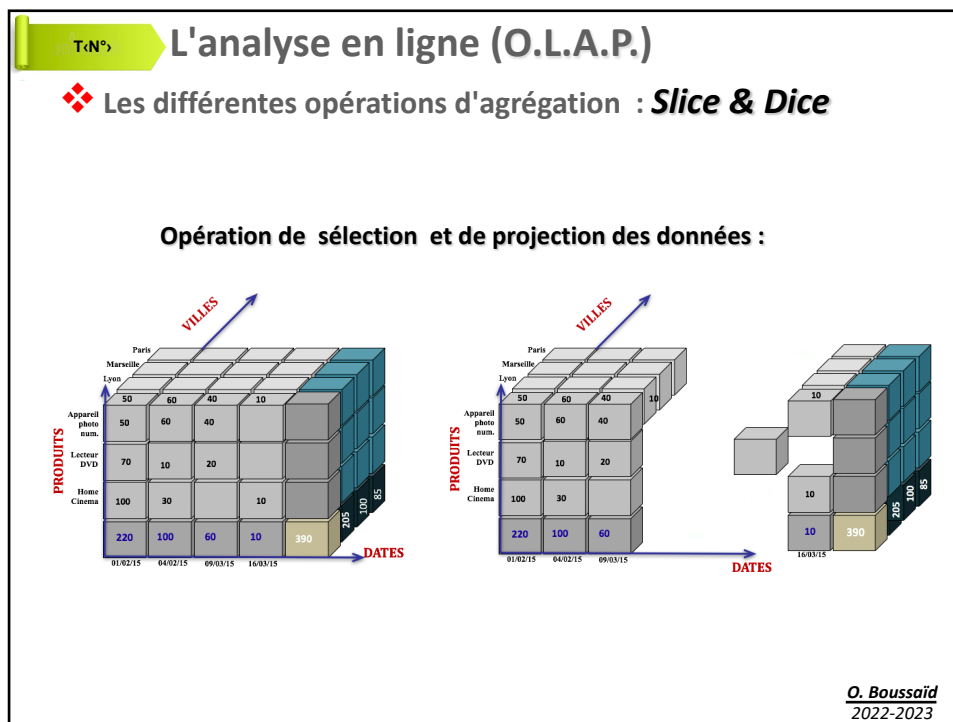 T‹N°›
L'analyse en ligne (O.L.A.P.)
Les différentes opérations d'agrégation : Slice & Dice
Opération de sélection et de projection des données :
VILLES
Paris
Marseille
Lyon
50 60 40 10
Appareil photo num.
50 60 40
Lecteur DVD
70 10 20
Home Cinema
100 30 10
220 100 60 10 390
205 100 85
PRODUITS
DATES
01/02/15 04/02/15 09/03/15 16/03/15
VILLES
Paris
Marseille
Lyon
50 60 40 10
Appareil photo num.
50 60 40
Lecteur DVD
70 10 20
Home Cinema
100 30
220 100 60
PRODUITS
DATES
01/02/15 04/02/15 09/03/15
10
10
10 390
205 100 85
16/03/15
O. Boussaïd
2022-2023